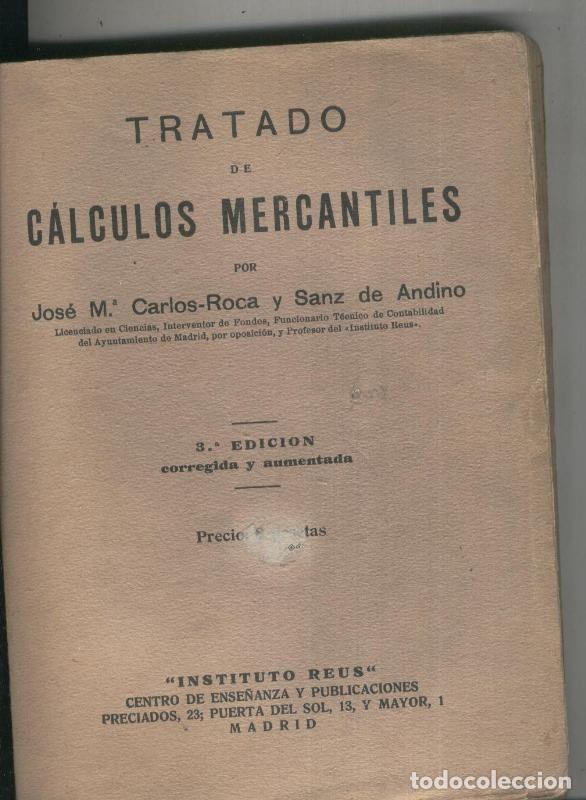 TRATADO
DE
CÁLCULOS MERCANTILES
POR
José M.ª Carlos-Roca y Sanz de Andino
Licenciado en Ciencias, Interventor de Fondos, Funcionario Técnico de Contabilidad
del Ayuntamiento de Madrid, por oposición, y Profesor del «Instituto Reus».
3.ª EDICION
corregida y aumentada
Precio:
"INSTITUTO REUS"
CENTRO DE ENSEÑANZA Y PUBLICACIONES
PRECIADOS, 23; PUERTA DEL SOL, 13, Y MAYOR, 1
MADRID
todocoleccion